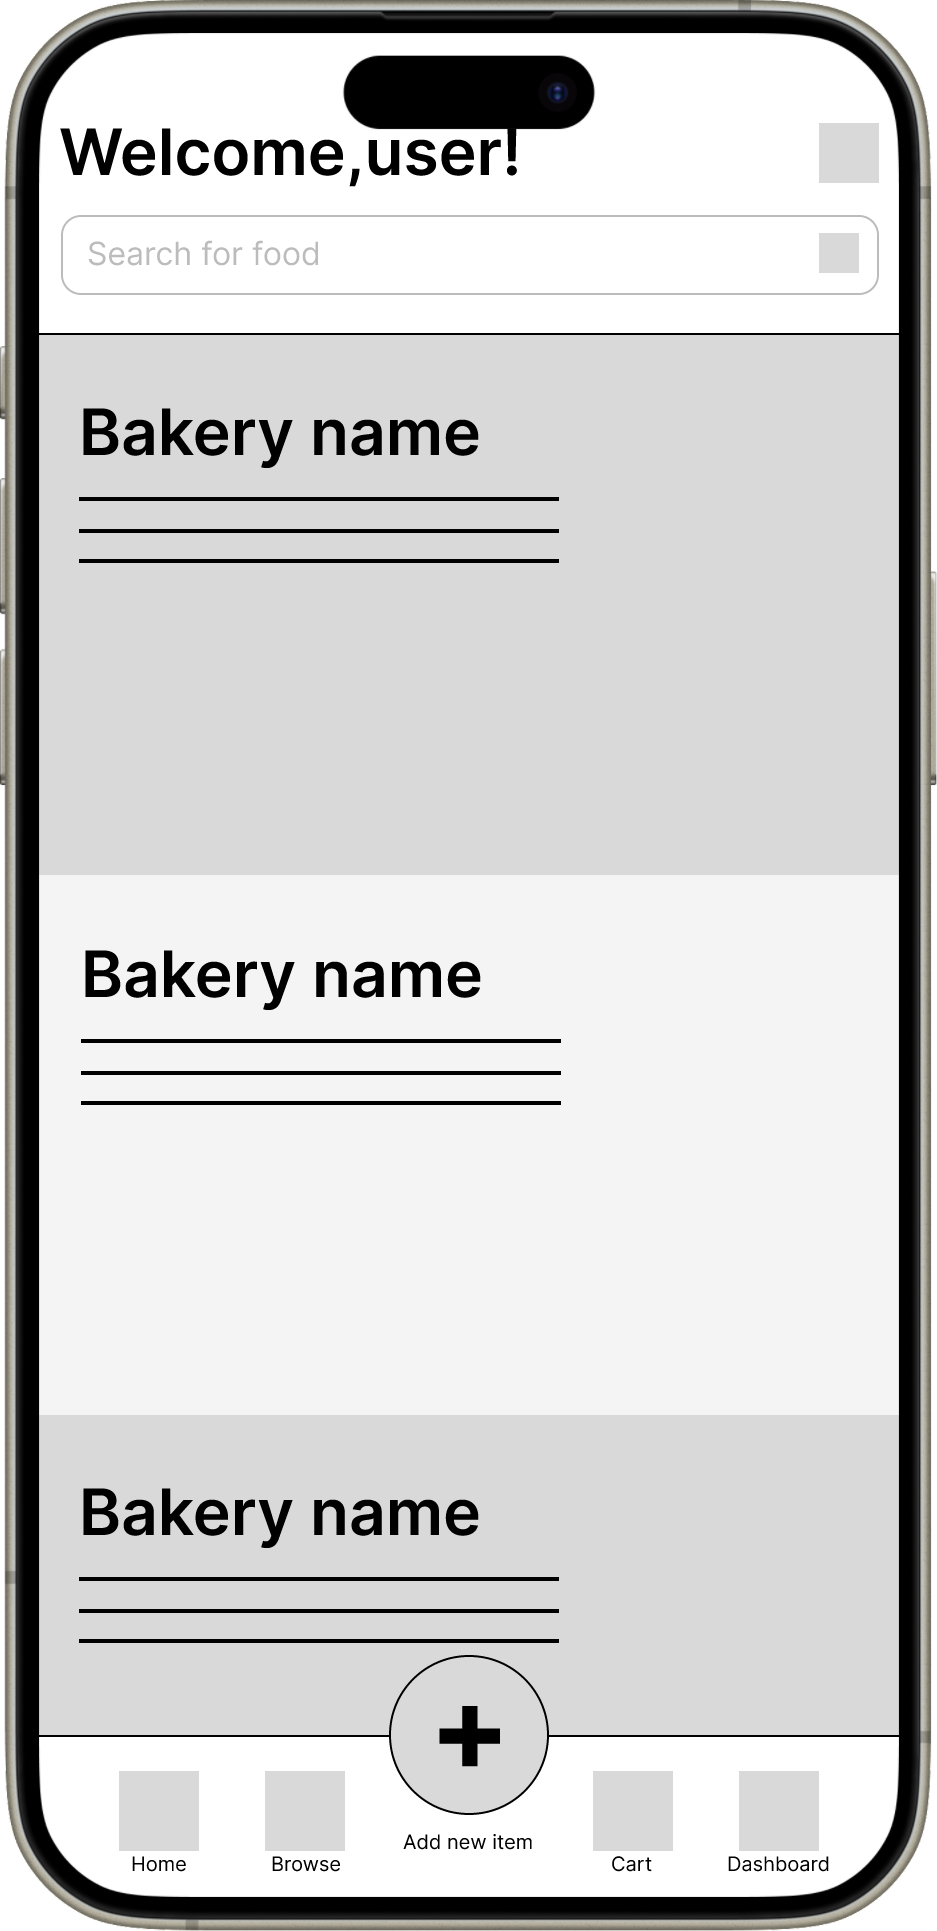 Welcome,user!
Search for food
Bakery name
Bakery name
Bakery name
Add new item
Home
Browse
Cart
Dashboard